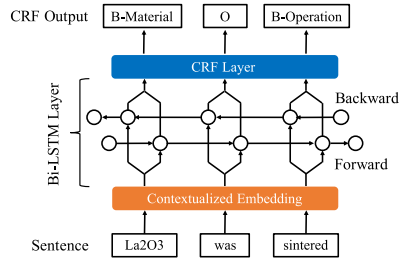 CRF Output B-Material O B-Operation
CRF Layer
Bi-LSTM Layer
Backward
Forward
Contextualized Embedding
Sentence La2O3 was sintered